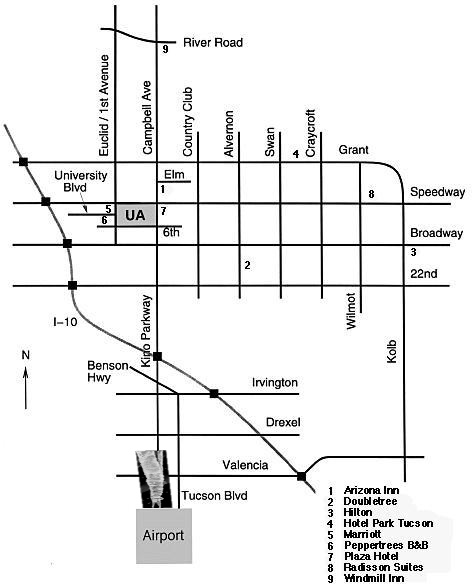 River Road
9
Euclid / 1st Avenue
Campbell Ave
Country Club
Alvernon
Swan
Craycroft
4
Grant
University
Blvd
Elm
1
8
Speedway
5
UA
7
6
6th
Broadway
3
2
22nd
I-10
Kino Parkway
Wilmot
Kolb
N
Benson
Hwy
Irvington
Drexel
Valencia
Tucson Blvd
Airport
1 Arizona Inn
2 Doubletree
3 Hilton
4 Hotel Park Tucson
5 Marriott
6 Peppertrees B&B
7 Plaza Hotel
8 Radisson Suites
9 Windmill Inn